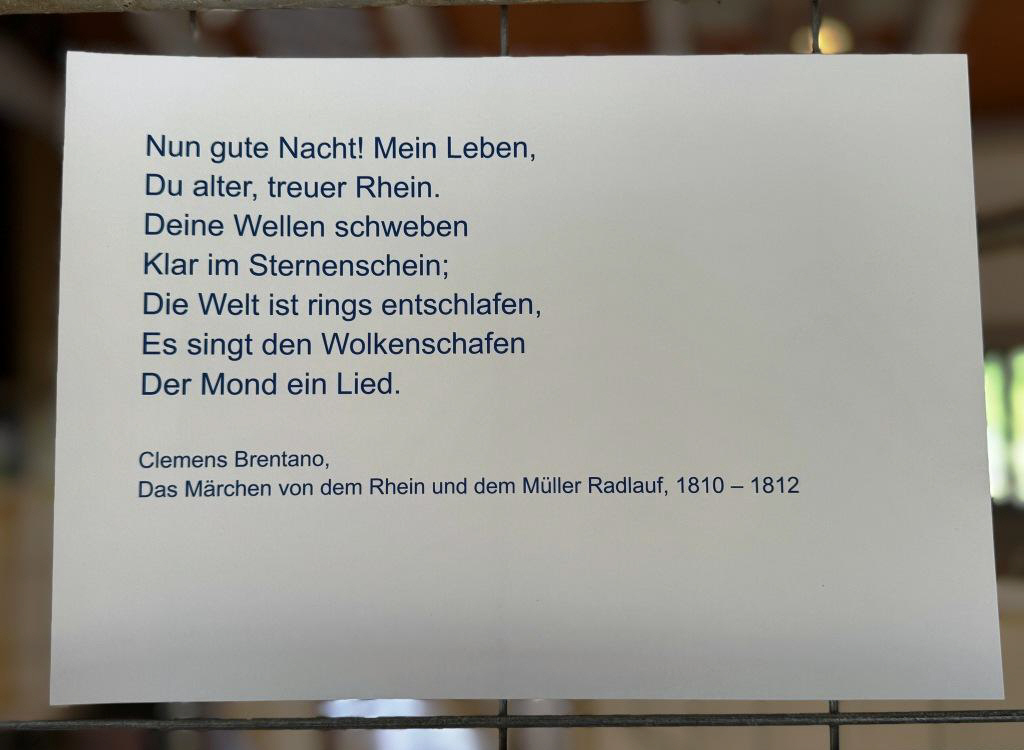 Nun gute Nacht! Mein Leben,
Du alter, treuer Rhein.
Deine Wellen schweben
Klar im Sternenschein;
Die Welt ist rings entschlafen,
Es singt den Wolkenschafen
Der Mond ein Lied.
Clemens Brentano,
Das Märchen von dem Rhein und dem Müller Radlauf, 1810 – 1812